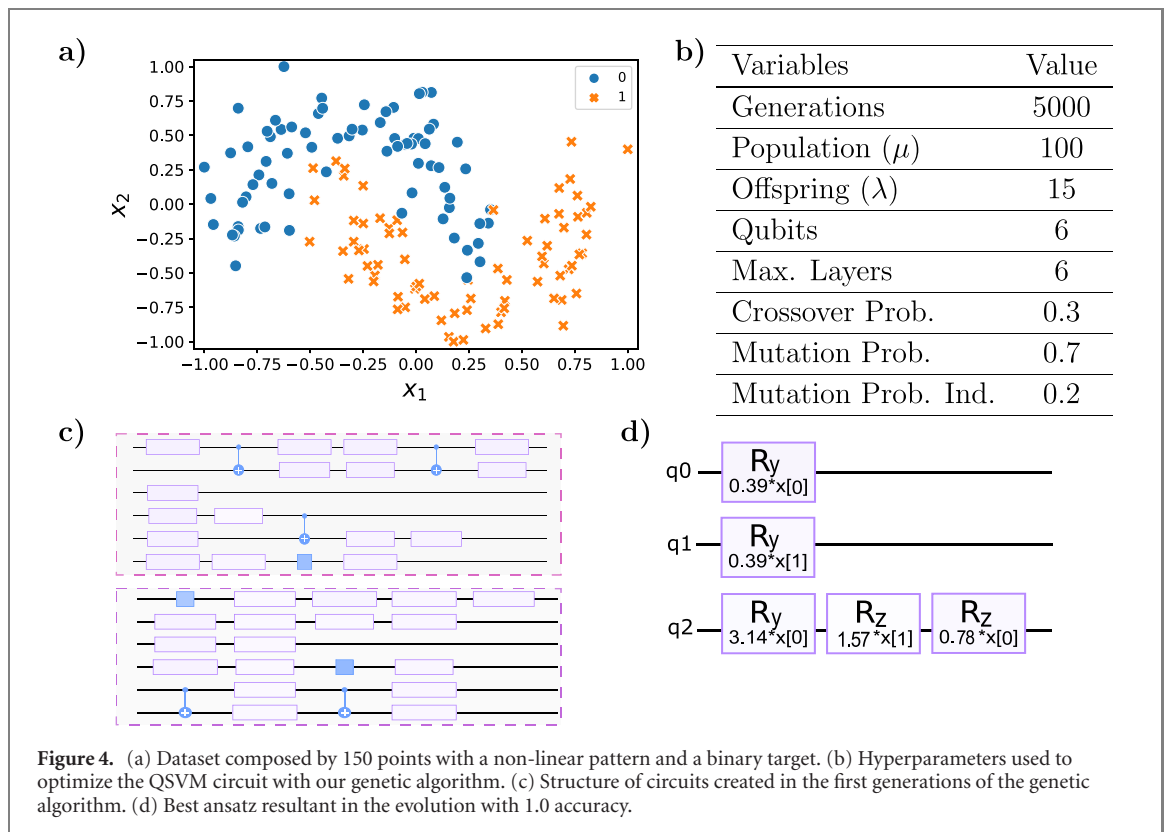 a)
1.00
0.75
0.50
0.25
0.00
−0.25
−0.50
−0.75
−1.00
x2
0
1
−1.00 −0.75 −0.50 −0.25 0.00 0.25 0.50 0.75 1.00
x1
b)
Variables Value
Generations 5000
Population (μ) 100
Offspring (λ) 15
Qubits 6
Max. Layers 6
Crossover Prob. 0.3
Mutation Prob. 0.7
Mutation Prob. Ind. 0.2
c)
d)
q0 Ry
0.39*x[0]
q1 Ry
0.39*x[1]
q2 Ry Rz Rz
3.14*x[0] 1.57*x[1] 0.78*x[0]
Figure 4. (a) Dataset composed by 150 points with a non-linear pattern and a binary target. (b) Hyperparameters used to
optimize the QSVM circuit with our genetic algorithm. (c) Structure of circuits created in the first generations of the genetic
algorithm. (d) Best ansatz resultant in the evolution with 1.0 accuracy.